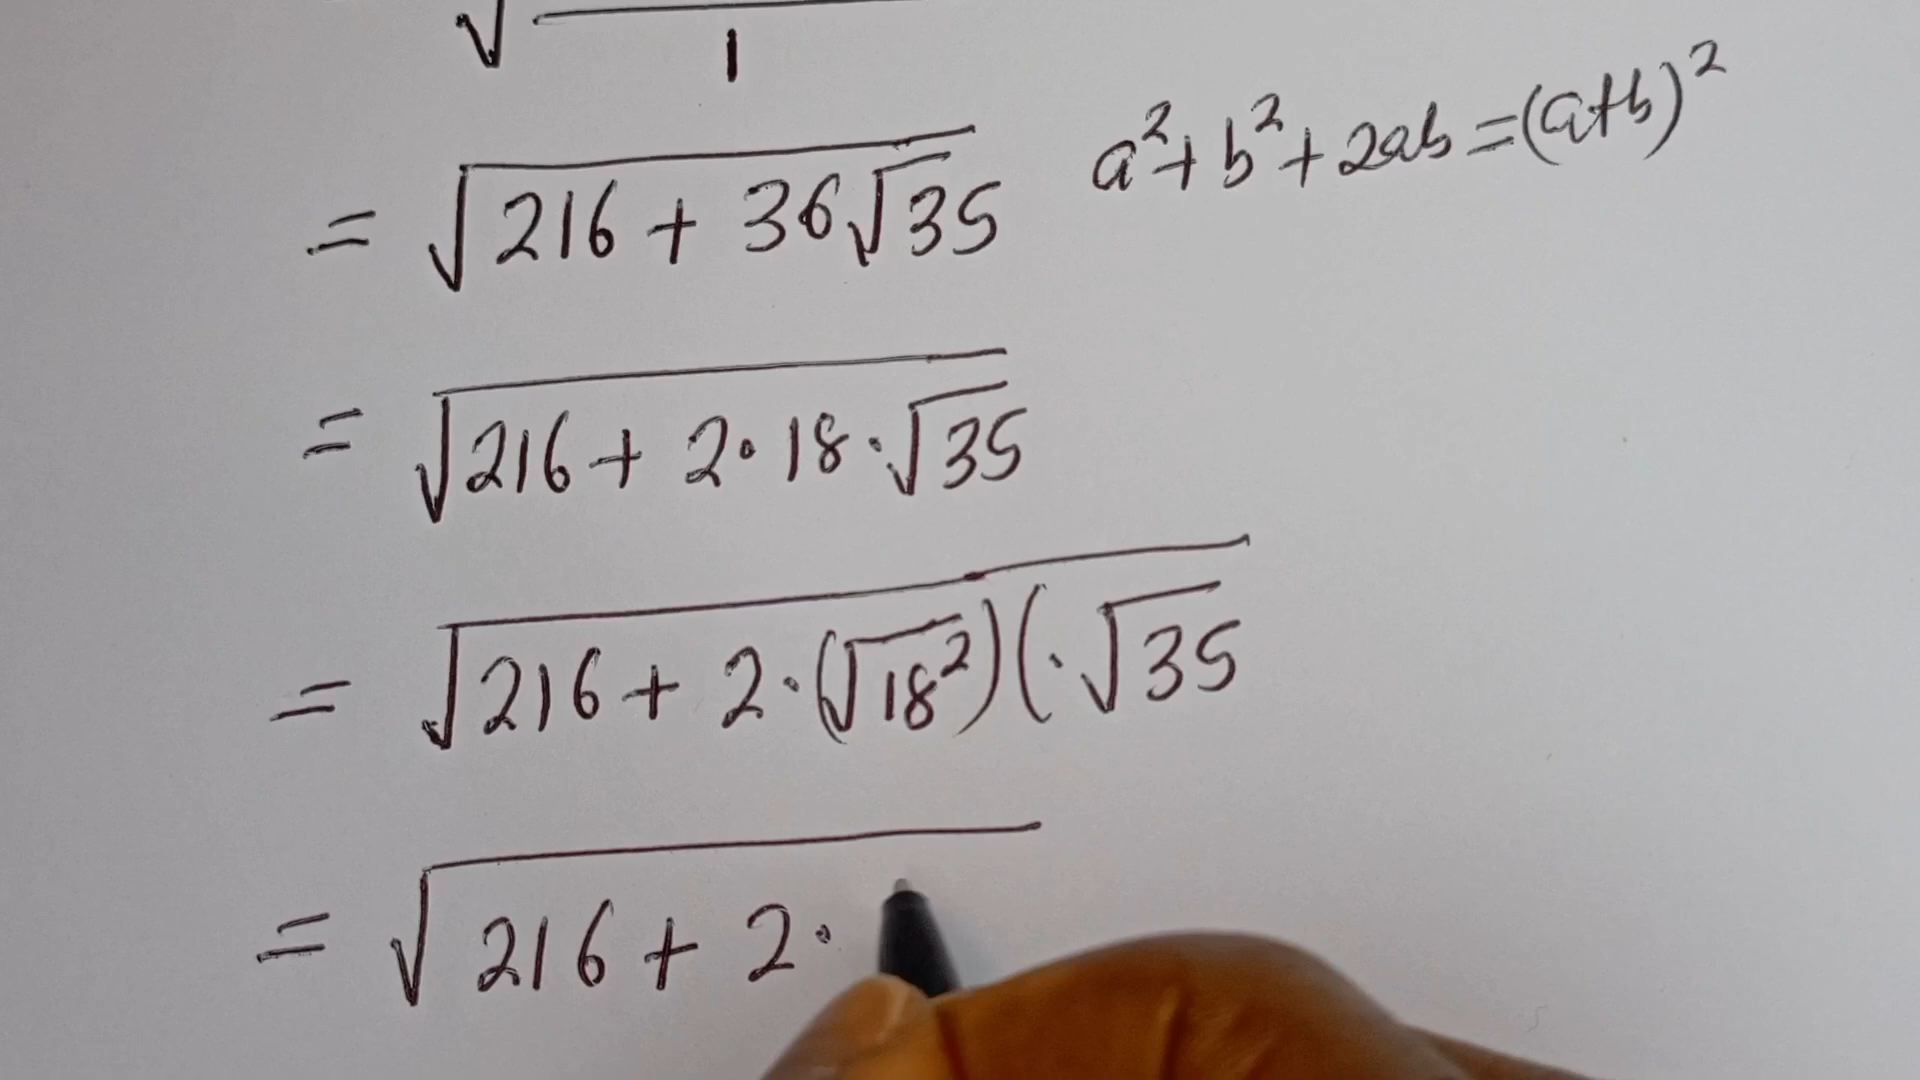 √‾‾‾ 1
a² + b² + 2ab = (a+b)²
= √(216 + 36√35
= √(216 + 2·18·√35
= √(216 + 2·(√18²)(·√35
= √(216 + 2·